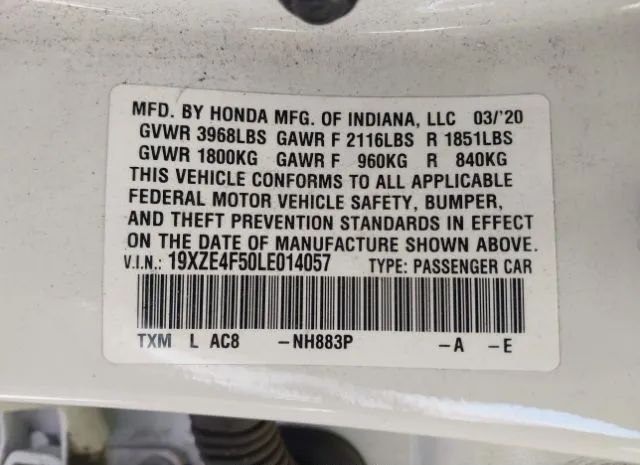 MFD. BY HONDA MFG. OF INDIANA, LLC 03/'20
GVWR 3968LBS GAWR F 2116LBS R 1851LBS
GVWR 1800KG GAWR F 960KG R 840KG
THIS VEHICLE CONFORMS TO ALL APPLICABLE
FEDERAL MOTOR VEHICLE SAFETY, BUMPER,
AND THEFT PREVENTION STANDARDS IN EFFECT
ON THE DATE OF MANUFACTURE SHOWN ABOVE.
V.I.N.: 19XZE4F50LE014057 TYPE: PASSENGER CAR
TXM L AC8 -NH883P -A -E